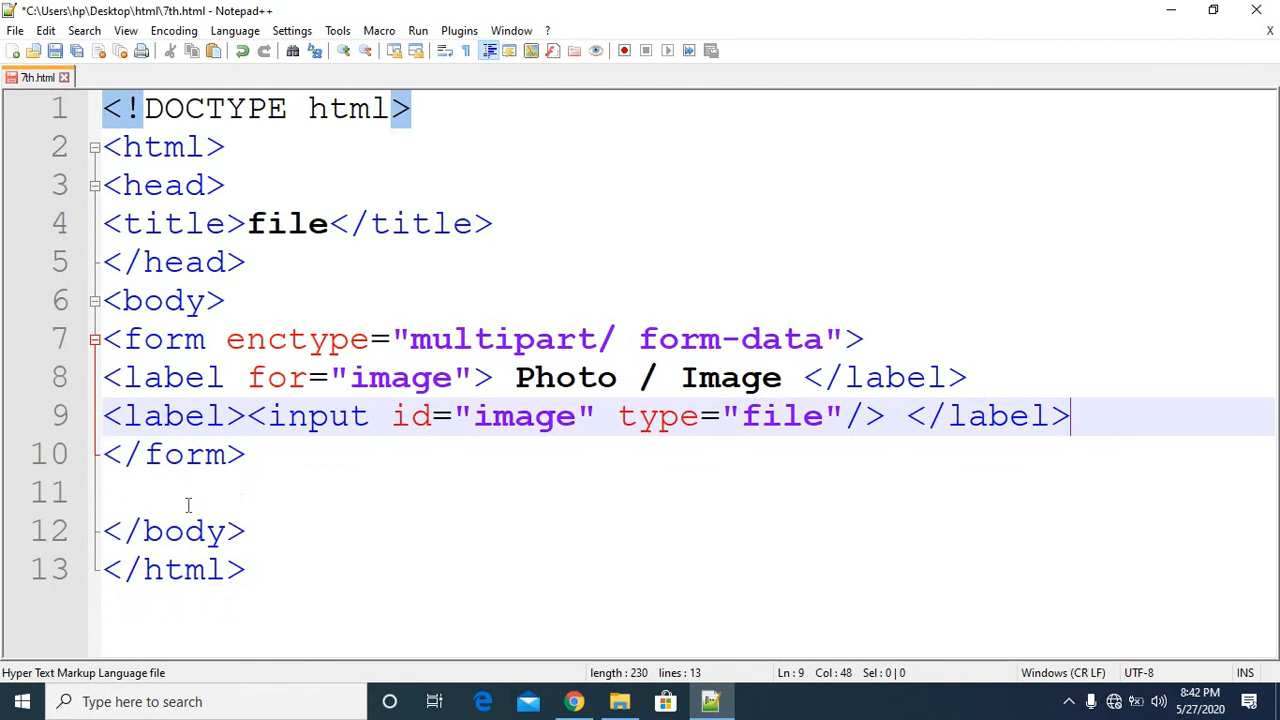 *C:\Users\hp\Desktop\html\7th.html - Notepad++
File Edit Search View Encoding Language Settings Tools Macro Run Plugins Window ?
X
7th.html
1 <!DOCTYPE html>
2 <html>
3 <head>
4 <title>file</title>
5 </head>
6 <body>
7 <form enctype="multipart/ form-data">
8 <label for="image"> Photo / Image </label>
9 <label><input id="image" type="file"/> </label>
10 </form>
11
12 </body>
13 </html>
Hyper Text Markup Language file length : 230 lines : 13 Ln : 9 Col : 48 Sel : 0 | 0 Windows (CR LF) UTF-8 INS
Type here to search
8:42 PM
5/27/2020